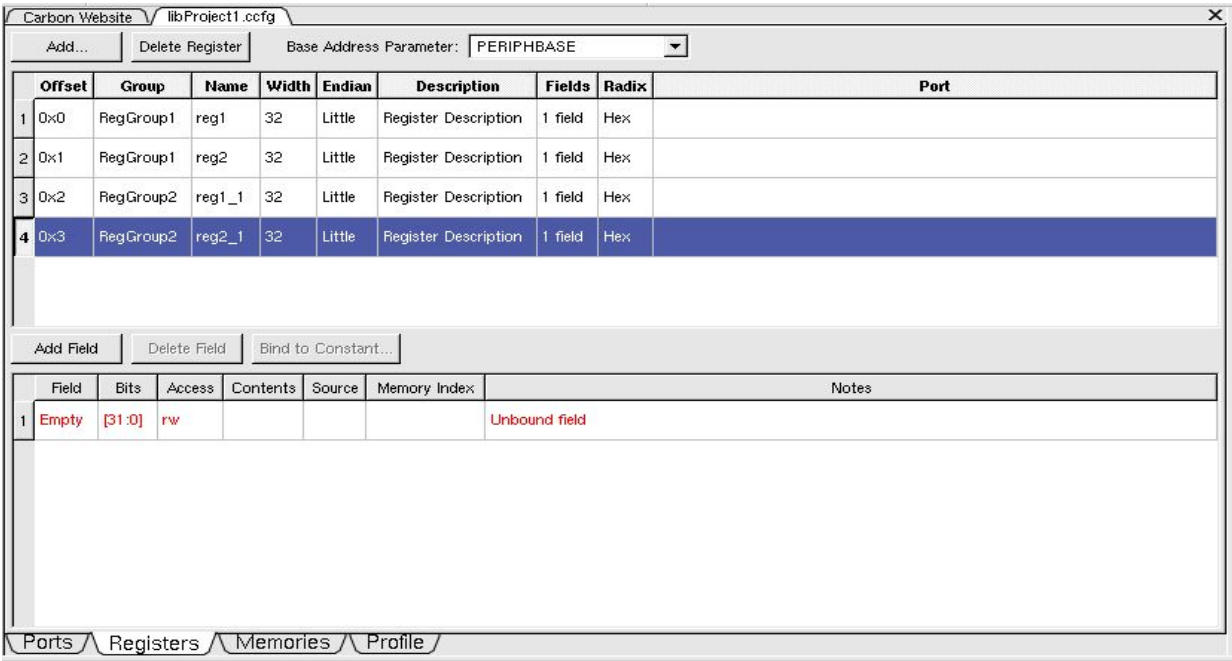 Carbon Website libProject1.ccfg
Add... Delete Register Base Address Parameter: PERIPHBASE
Offset Group Name Width Endian Description Fields Radix Port
1 0x0 RegGroup1 reg1 32 Little Register Description 1 field Hex
2 0x1 RegGroup1 reg2 32 Little Register Description 1 field Hex
3 0x2 RegGroup2 reg1_1 32 Little Register Description 1 field Hex
4 0x3 RegGroup2 reg2_1 32 Little Register Description 1 field Hex
Add Field Delete Field Bind to Constant...
Field Bits Access Contents Source Memory Index Notes
1 Empty [31:0] rw Unbound field
Ports Registers Memories Profile